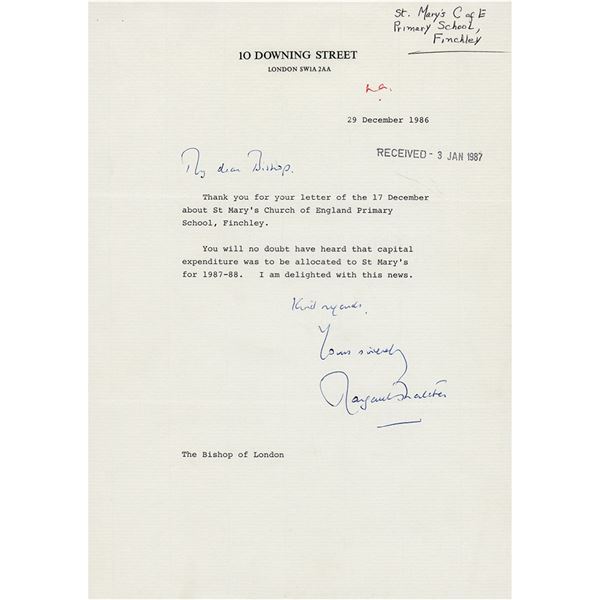 St. Mary's C of E
Primary School,
Finchley
10 DOWNING STREET
LONDON SW1A 2AA
29 December 1986
RECEIVED - 3 JAN 1987
My dear Bishop.
Thank you for your letter of the 17 December
about St Mary's Church of England Primary
School, Finchley.
You will no doubt have heard that capital
expenditure was to be allocated to St Mary's
for 1987-88. I am delighted with this news.
Kind regards.
Yours sincerely
Margaret Thatcher
The Bishop of London